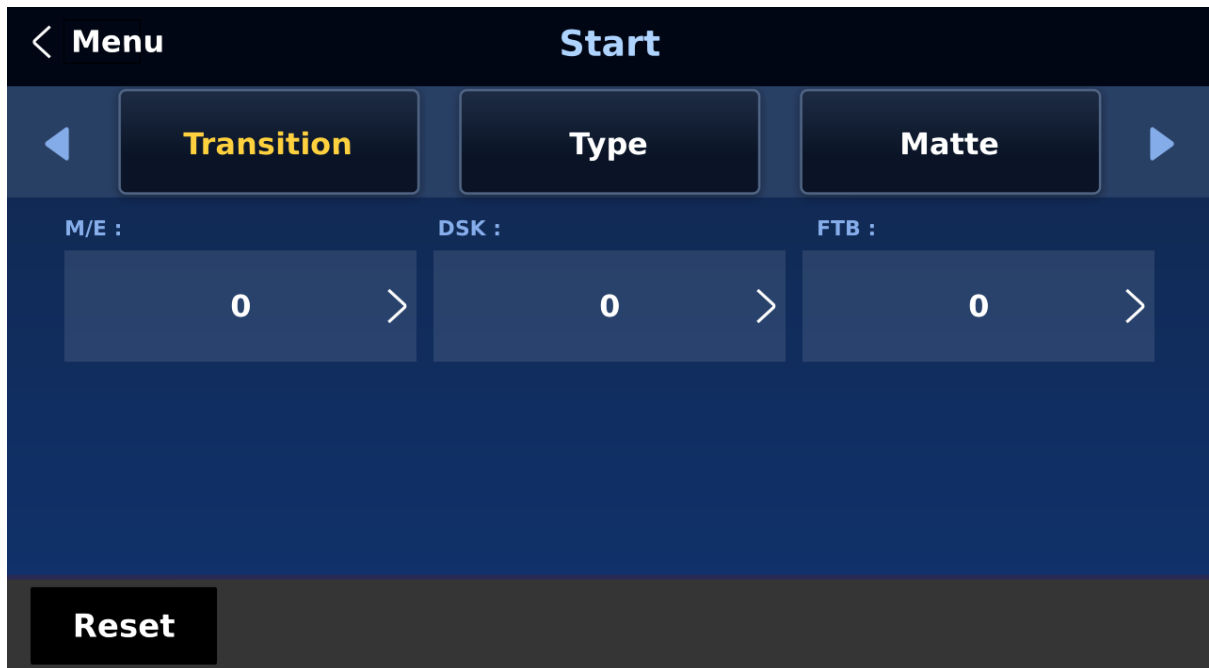 Menu
Start
Transition
Type
Matte
M/E :
DSK :
FTB :
0
0
0
Reset